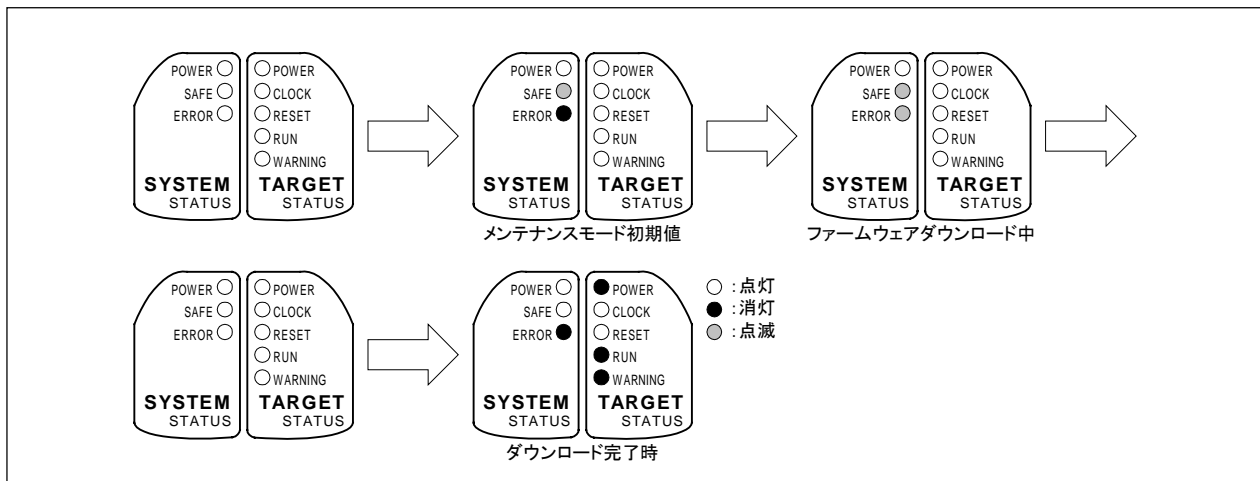 POWER
SAFE
ERROR
SYSTEM
STATUS
POWER
CLOCK
RESET
RUN
WARNING
TARGET
STATUS
POWER
SAFE
ERROR
SYSTEM
STATUS
POWER
CLOCK
RESET
RUN
WARNING
TARGET
STATUS
メンテナンスモード初期値
POWER
SAFE
ERROR
SYSTEM
STATUS
POWER
CLOCK
RESET
RUN
WARNING
TARGET
STATUS
ファームウェアダウンロード中
POWER
SAFE
ERROR
SYSTEM
STATUS
POWER
CLOCK
RESET
RUN
WARNING
TARGET
STATUS
POWER
SAFE
ERROR
SYSTEM
STATUS
POWER
CLOCK
RESET
RUN
WARNING
TARGET
STATUS
ダウンロード完了時
:点灯
:消灯
:点滅